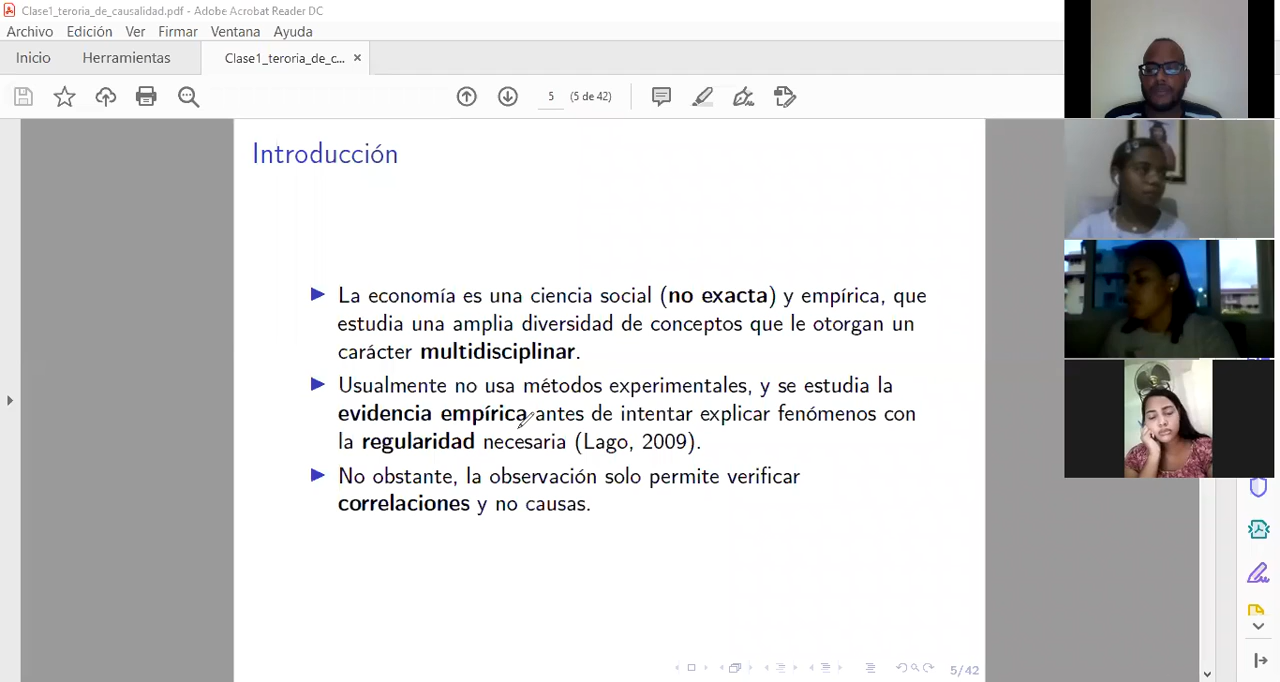 Clase1_teroria_de_causalidad.pdf - Adobe Acrobat Reader DC
Archivo Edición Ver Firmar Ventana Ayuda
Inicio Herramientas Clase1_teroria_de_c... ×
5 (5 de 42)
Introducción
La economía es una ciencia social (no exacta) y empírica, que
estudia una amplia diversidad de conceptos que le otorgan un
carácter multidisciplinar.
Usualmente no usa métodos experimentales, y se estudia la
evidencia empírica antes de intentar explicar fenómenos con
la regularidad necesaria (Lago, 2009).
No obstante, la observación solo permite verificar
correlaciones y no causas.
5/42